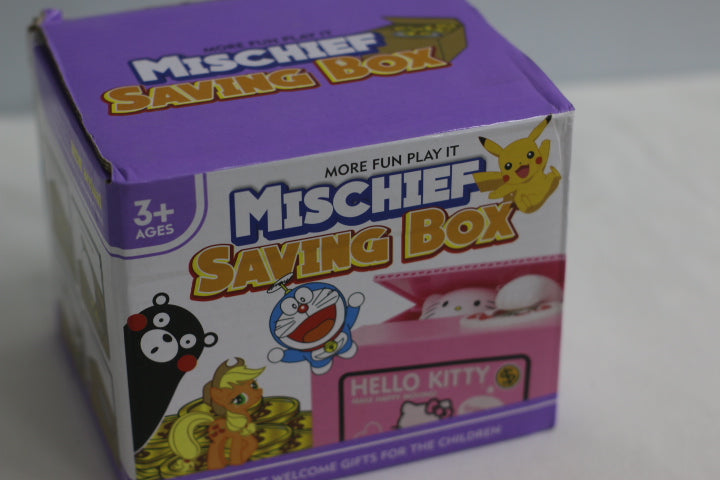 MORE FUN PLAY IT
MISCHIEF
SAVING BOX
MORE FUN PLAY IT
MISCHIEF
SAVING BOX
3+
AGES
HELLO KITTY
WELCOME GIFTS FOR THE CHILDREN